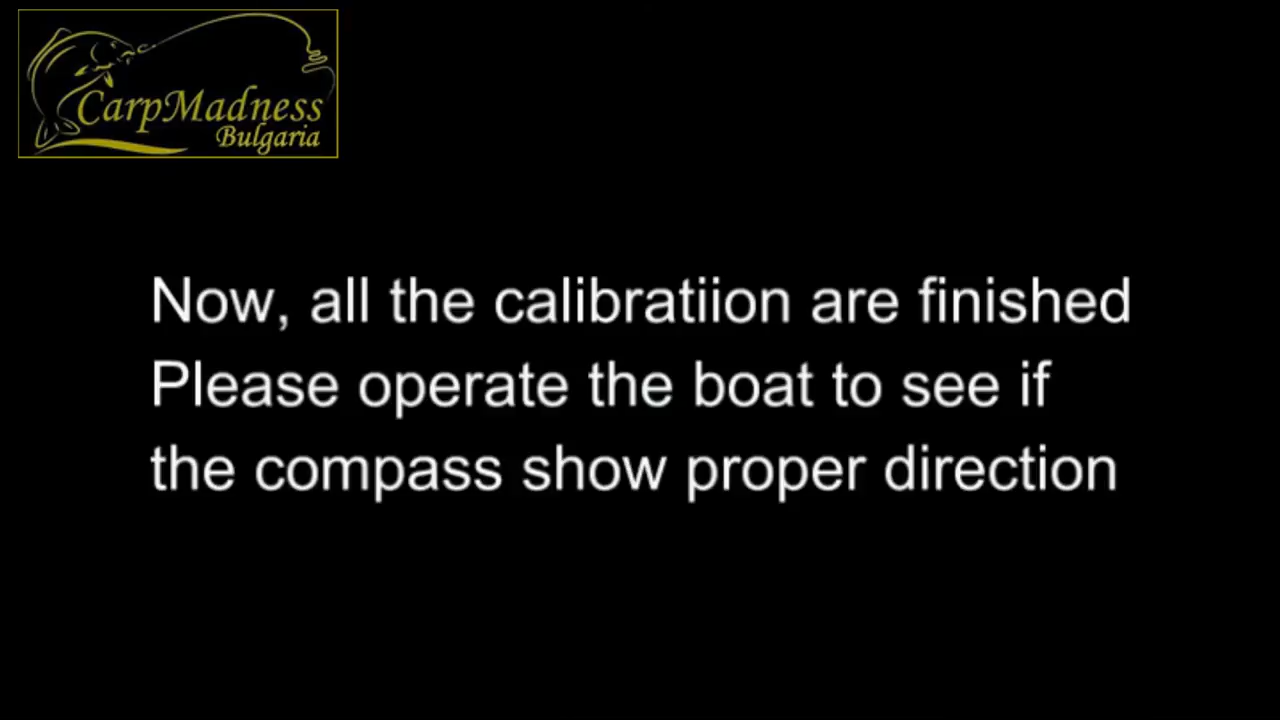 CarpMadness
Bulgaria
Now, all the calibratiion are finished
Please operate the boat to see if
the compass show proper direction